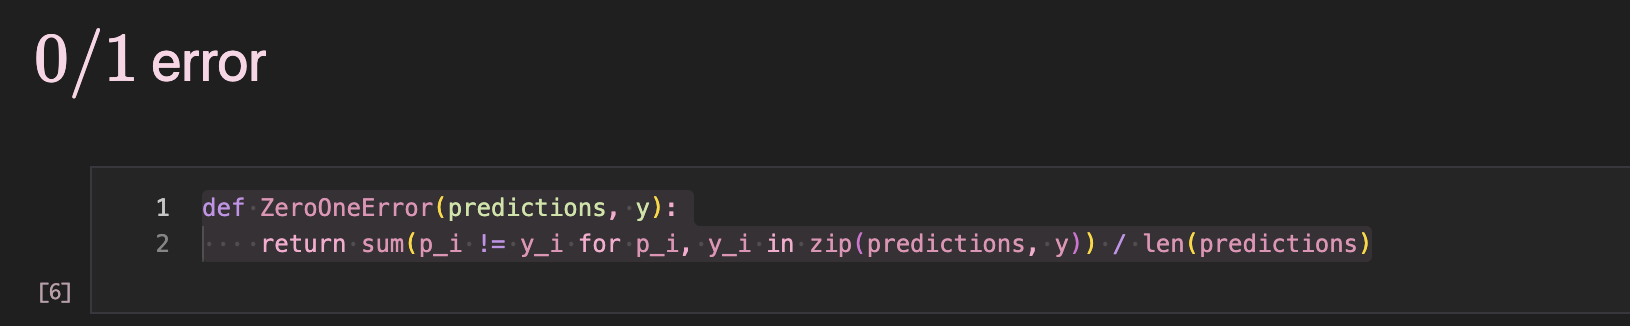 0/1 error
1 def ZeroOneError(predictions, y):
2     return sum(p_i != y_i for p_i, y_i in zip(predictions, y)) / len(predictions)
[6]